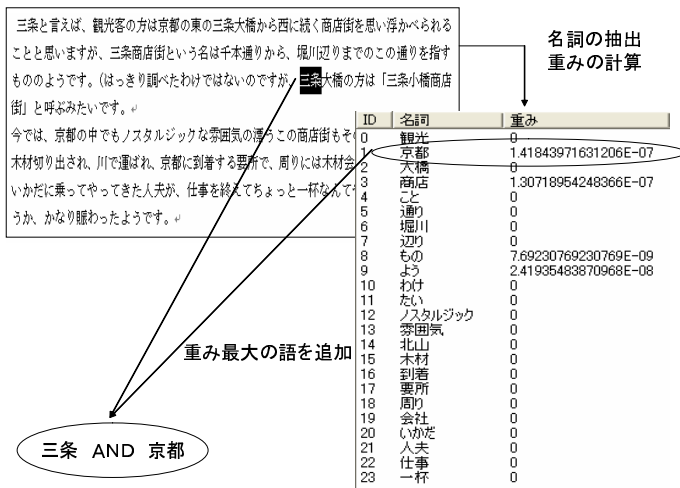 三条と言えば、観光客の方は京都の東の三条大橋から西に続く商店街を思い浮かべられる
ことと思いますが、三条商店街という名は千本通りから、堀川辺りまでのこの通りを指す
もののようです。(はっきり調べたわけではないのですが、三条大橋の方は「三条小橋商店
街」と呼ぶみたいです。↵
今では、京都の中でもノスタルジックな雰囲気の漂うこの商店街もそ
木材切り出され、川で運ばれ、京都に到着する要所で、周りには木材会
いかだに乗ってやってきた人夫が、仕事を終えてちょっと一杯なんて
うか、かなり賑わったようです。↵
名詞の抽出
重みの計算
ID 名詞 重み
0 観光 0
1 京都 1.41843971631206E-07
2 大橋 0
3 商店 1.30718954248366E-07
4 こと 0
5 通り 0
6 堀川 0
7 辺り 0
8 もの 7.69230769230769E-09
9 よう 2.41935483870968E-08
10 わけ 0
11 たい 0
12 ノスタルジック 0
13 雰囲気 0
14 北山 0
15 木材 0
16 到着 0
17 要所 0
18 周り 0
19 会社 0
20 いかだ 0
21 人夫 0
22 仕事 0
23 一杯 0
重み最大の語を追加
三条 AND 京都